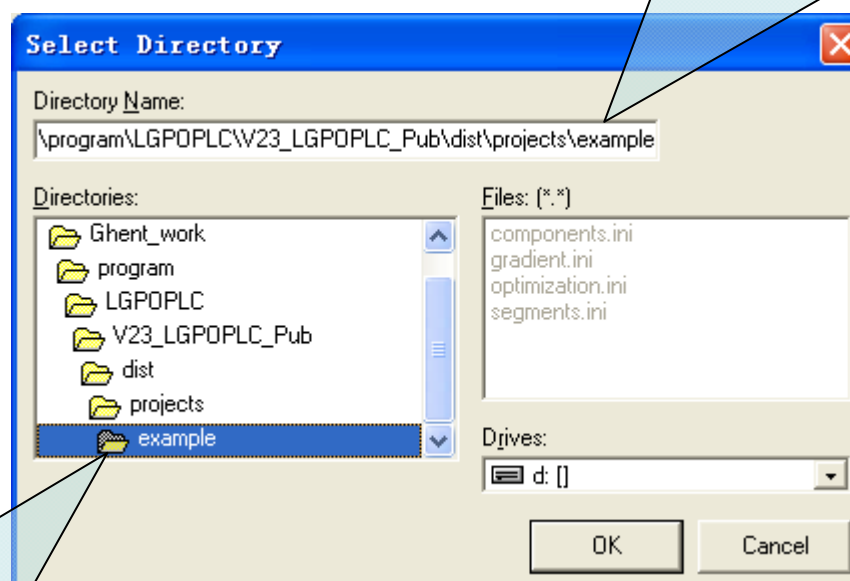 Select Directory
Directory Name:
\program\LGPOPLC\V23_LGPOPLC_Pub\dist\projects\example
Directories:
Ghent_work
program
LGPOPLC
V23_LGPOPLC_Pub
dist
projects
example
Files: (*.*)
components.ini
gradient.ini
optimization.ini
segments.ini
Drives:
d: []
OK
Cancel